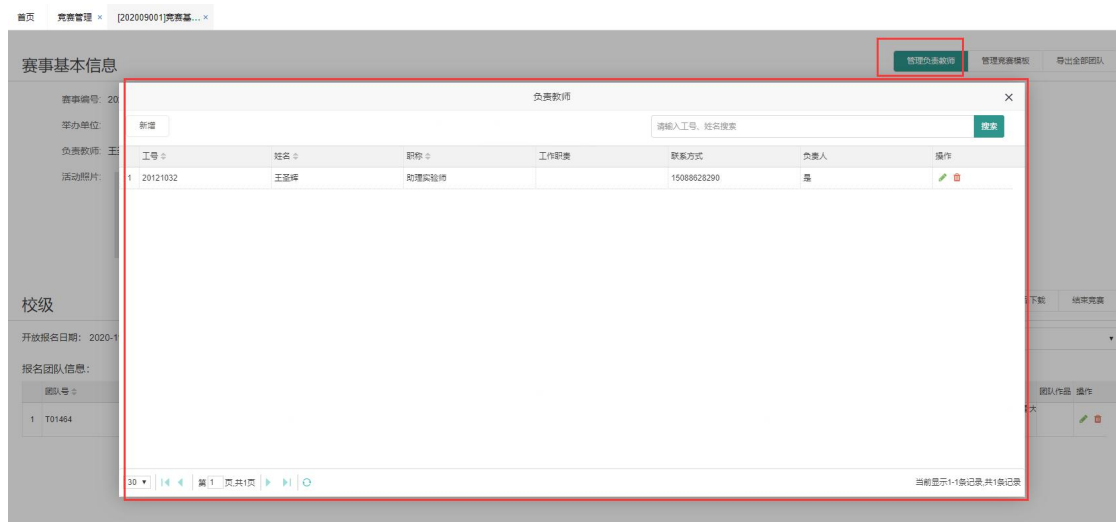 首页 竞赛管理 × [202009001]竞赛基... ×
赛事基本信息
管理负责教师 管理竞赛模板 导出全部团队
赛事编号: 20
举办单位:
负责教师: 王
活动照片:
负责教师 ×
新增 请输入工号、姓名搜索 搜索
工号 姓名 职称 工作职责 联系方式 负责人 操作
1 20121032 王圣辉 助理实验师 15088628290 是
校级
下载 结束竞赛
开放报名日期: 2020-1
报名团队信息:
团队号 团队作品 操作
1 T01464 大
30 第 1 页,共1页 当前显示1-1条记录,共1条记录